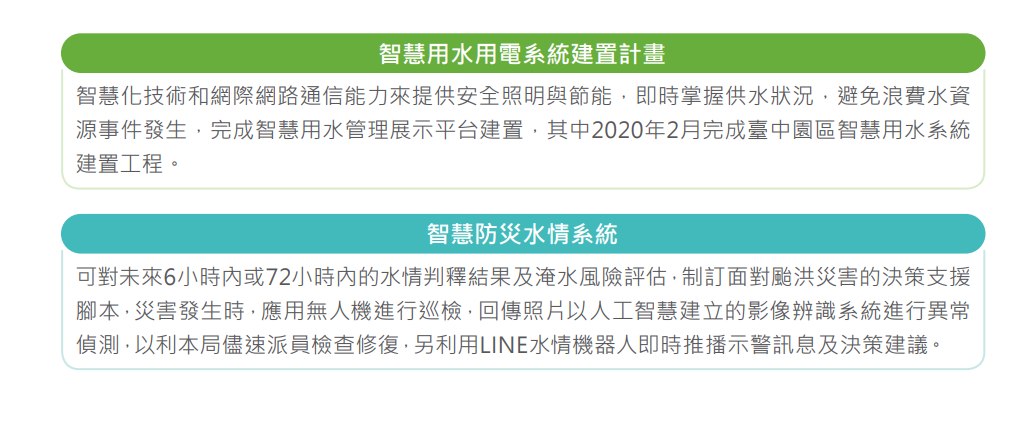 智慧用水用電系統建置計畫
智慧化技術和網際網路通信能力來提供安全照明與節能，即時掌握供水狀況，避免浪費水資
源事件發生，完成智慧用水管理展示平台建置，其中2020年2月完成臺中園區智慧用水系統
建置工程。
智慧防災水情系統
可對未來6小時內或72小時內的水情判釋結果及淹水風險評估，制訂面對颱洪災害的決策支援
腳本，災害發生時，應用無人機進行巡檢，回傳照片以人工智慧建立的影像辨識系統進行異常
偵測，以利本局儘速派員檢查修復，另利用LINE水情機器人即時推播示警訊息及決策建議。